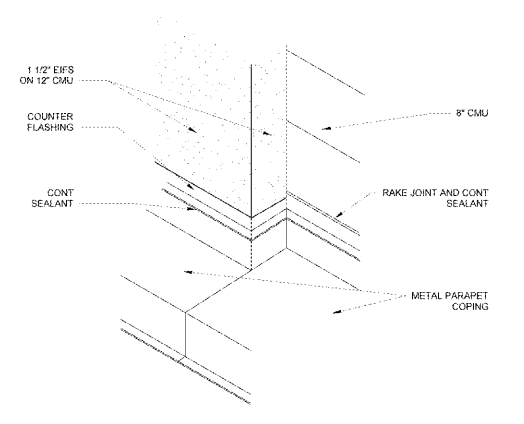 1 1/2" EIFS
ON 12" CMU
COUNTER
FLASHING
8" CMU
CONT
SEALANT
RAKE JOINT AND CONT
SEALANT
METAL PARAPET
COPING